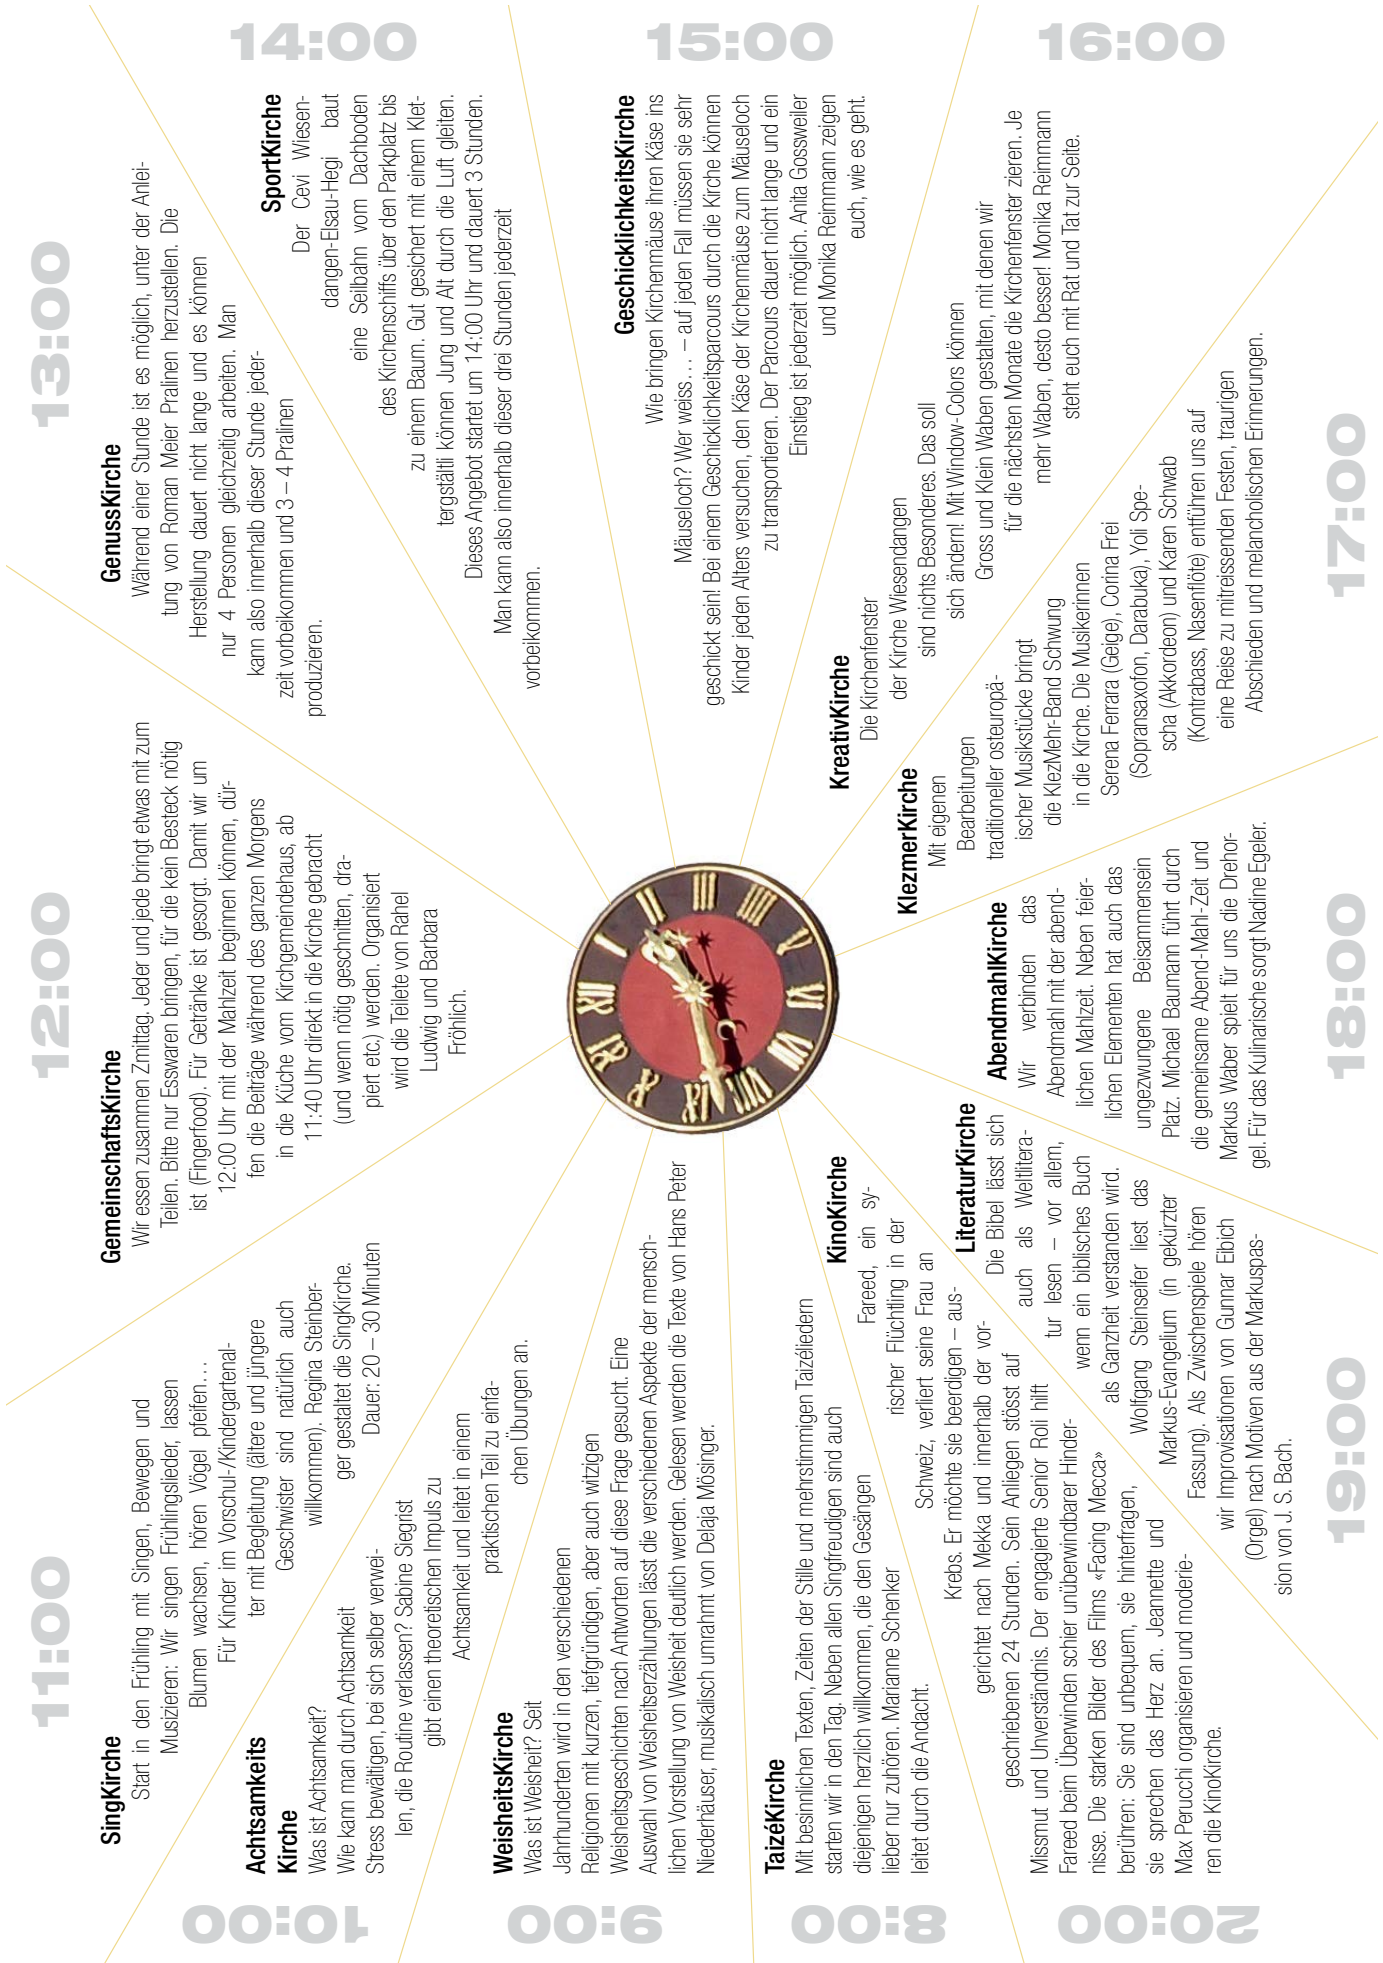 8:00
TaizéKirche
Mit besinnlichen Texten, Zeiten der Stille und mehrstimmigen Taizéliedern
starten wir in den Tag. Neben allen Singfreudigen sind auch
diejenigen herzlich willkommen, die den Gesängen
lieber nur zuhören. Marianne Schenker
leitet durch die Andacht.
9:00
WeisheitsKirche
Was ist Weisheit? Seit
Jahrhunderten wird in den verschiedenen
Religionen mit kurzen, tiefgründigen, aber auch witzigen
Weisheitsgeschichten nach Antworten auf diese Frage gesucht. Eine
Auswahl von Weisheitserzählungen lässt die verschiedenen Aspekte der mensch-
lichen Vorstellung von Weisheit deutlich werden. Gelesen werden die Texte von Hans Peter
Niederhäuser, musikalisch umrahmt von Delaja Mösinger.
10:00
Achtsamkeits
Kirche
Was ist Achtsamkeit?
Wie kann man durch Achtsamkeit
Stress bewältigen, bei sich selber verwei-
len, die Routine verlassen? Sabine Siegrist
gibt einen theoretischen Impuls zu
Achtsamkeit und leitet in einem
praktischen Teil zu einfa-
chen Übungen an.
11:00
SingKirche
Start in den Frühling mit Singen, Bewegen und
Musizieren: Wir singen Frühlingslieder, lassen
Blumen wachsen, hören Vögel pfeifen…
Für Kinder im Vorschul-/Kindergartenal-
ter mit Begleitung (ältere und jüngere
Geschwister sind natürlich auch
willkommen). Regina Steinber-
ger gestaltet die SingKirche.
Dauer: 20 – 30 Minuten
12:00
GemeinschaftsKirche
Wir essen zusammen Zmittag. Jeder und jede bringt etwas mit zum
Teilen. Bitte nur Esswaren bringen, für die kein Besteck nötig
ist (Fingerfood). Für Getränke ist gesorgt. Damit wir um
12:00 Uhr mit der Mahlzeit beginnen können, dür-
fen die Beiträge während des ganzen Morgens
in die Küche vom Kirchgemeindehaus, ab
11:40 Uhr direkt in die Kirche gebracht
(und wenn nötig geschnitten, dra-
piert etc.) werden. Organisiert
wird die Teilete von Rahel
Ludwig und Barbara
Fröhlich.
13:00
GenussKirche
Während einer Stunde ist es möglich, unter der Anlei-
tung von Roman Meier Pralinen herzustellen. Die
Herstellung dauert nicht lange und es können
nur 4 Personen gleichzeitig arbeiten. Man
kann also innerhalb dieser Stunde jeder-
zeit vorbeikommen und 3 – 4 Pralinen
produzieren.
14:00
SportKirche
Der Cevi Wiesen-
dangen-Elsau-Hegi baut
eine Seilbahn vom Dachboden
des Kirchenschiffs über den Parkplatz bis
zu einem Baum. Gut gesichert mit einem Klet-
tergstältli können Jung und Alt durch die Luft gleiten.
Dieses Angebot startet um 14:00 Uhr und dauert 3 Stunden.
Man kann also innerhalb dieser drei Stunden jederzeit
vorbeikommen.
15:00
GeschicklichkeitsKirche
Wie bringen Kirchenmäuse ihren Käse ins
Mäuseloch? Wer weiss… – auf jeden Fall müssen sie sehr
geschickt sein! Bei einem Geschicklichkeitsparcours durch die Kirche können
Kinder jeden Alters versuchen, den Käse der Kirchenmäuse zum Mäuseloch
zu transportieren. Der Parcours dauert nicht lange und ein
Einstieg ist jederzeit möglich. Anita Gossweiler
und Monika Reimmann zeigen
euch, wie es geht.
16:00
KreativKirche
Die Kirchenfenster
der Kirche Wiesendangen
sind nichts Besonderes. Das soll
sich ändern! Mit Window-Colors können
Gross und Klein Waben gestalten, mit denen wir
für die nächsten Monate die Kirchenfenster zieren. Je
mehr Waben, desto besser! Monika Reimmann
steht euch mit Rat und Tat zur Seite.
17:00
KlezmerKirche
Mit eigenen
Bearbeitungen
traditioneller osteuropä-
ischer Musikstücke bringt
die KlezMehr-Band Schwung
in die Kirche. Die Musikerinnen
Serena Ferrara (Geige), Corina Frei
(Sopransaxofon, Darabuka), Yoli Spe-
scha (Akkordeon) und Karen Schwab
(Kontrabass, Nasenflöte) entführen uns auf
eine Reise zu mitreissenden Festen, traurigen
Abschieden und melancholischen Erinnerungen.
18:00
AbendmahlKirche
Wir verbinden das
Abendmahl mit der abend-
lichen Mahlzeit. Neben feier-
lichen Elementen hat auch das
ungezwungene Beisammensein
Platz. Michael Baumann führt durch
die gemeinsame Abend-Mahl-Zeit und
Markus Waber spielt für uns die Drehor-
gel. Für das Kulinarische sorgt Nadine Egeler.
19:00
LiteraturKirche
Die Bibel lässt sich
auch als Weltlitera-
tur lesen – vor allem,
wenn ein biblisches Buch
als Ganzheit verstanden wird.
Wolfgang Steinseifer liest das
Markus-Evangelium (in gekürzter
Fassung). Als Zwischenspiele hören
wir Improvisationen von Gunnar Eibich
(Orgel) nach Motiven aus der Markuspas-
sion von J. S. Bach.
20:00
KinoKirche
Fareed, ein sy-
rischer Flüchtling in der
Schweiz, verliert seine Frau an
Krebs. Er möchte sie beerdigen – aus-
gerichtet nach Mekka und innerhalb der vor-
geschriebenen 24 Stunden. Sein Anliegen stösst auf
Mismut und Unverständnis. Der engagierte Senior Roli hilft
Fareed beim Überwinden schier unüberwindbarer Hinder-
nisse. Die starken Bilder des Films «Facing Mecca»
berühren: Sie sind unbequem, sie hinterfragen,
sie sprechen das Herz an. Jeannette und
Max Perucchi organisieren und moderie-
ren die KinoKirche.
XII
I
II
III
IIII
V
VI
VII
VIII
IX
X
XI